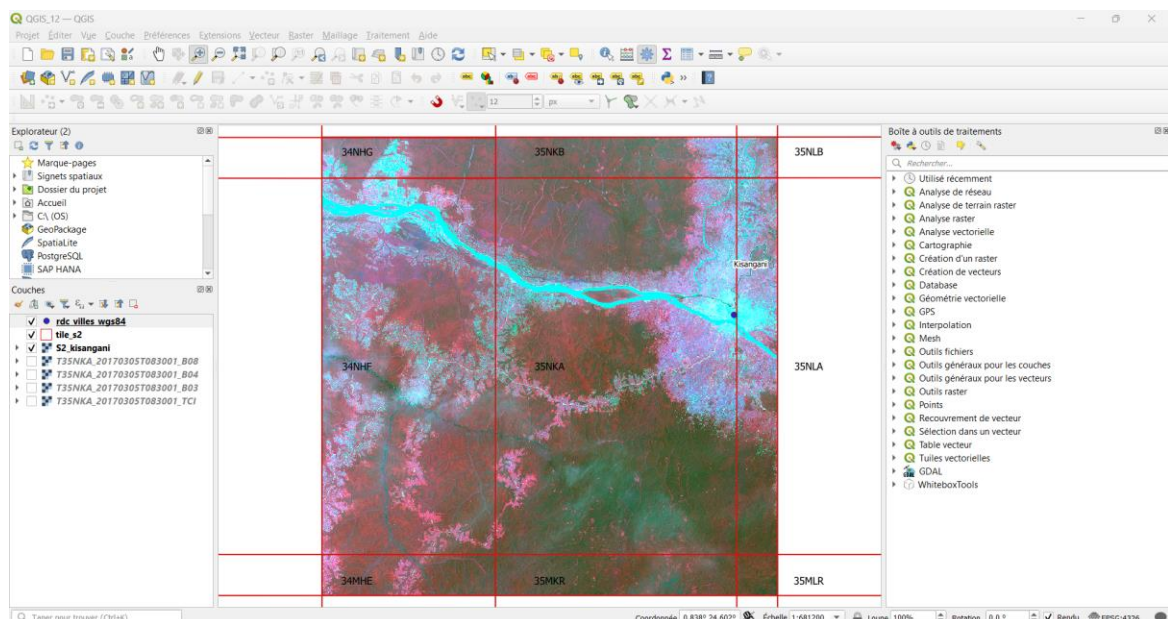 QGIS_12 — QGIS
Projet Éditer Vue Couche Préférences Extensions Vecteur Raster Maillage Traitement Aide
12 px
Explorateur (2)
Marque-pages
Signets spatiaux
Dossier du projet
Accueil
C:\ (OS)
GeoPackage
SpatiaLite
PostgreSQL
SAP HANA
Couches
rdc_villes_wgs84
tile_s2
S2_kisangani
T35NKA_20170305T083001_B08
T35NKA_20170305T083001_B04
T35NKA_20170305T083001_B03
T35NKA_20170305T083001_TCI
34NHG 35NKB 35NLB
Kisangani
34NHF 35NKA 35NLA
34MHE 35MKR 35MLR
Boîte à outils de traitements
Rechercher…
Utilisé récemment
Analyse de réseau
Analyse de terrain raster
Analyse raster
Analyse vectorielle
Cartographie
Création d'un raster
Création de vecteurs
Database
Géométrie vectorielle
GPS
Interpolation
Mesh
Outils fichiers
Outils généraux pour les couches
Outils généraux pour les vecteurs
Outils raster
Points
Recouvrement de vecteur
Sélection dans un vecteur
Table vecteur
Tuiles vectorielles
GDAL
WhiteboxTools
Taper pour trouver (Ctrl+K) Coordonnée 0.838° 24.602° Échelle 1:681200 Loupe 100% Rotation 0,0 ° Rendu EPSG:4326